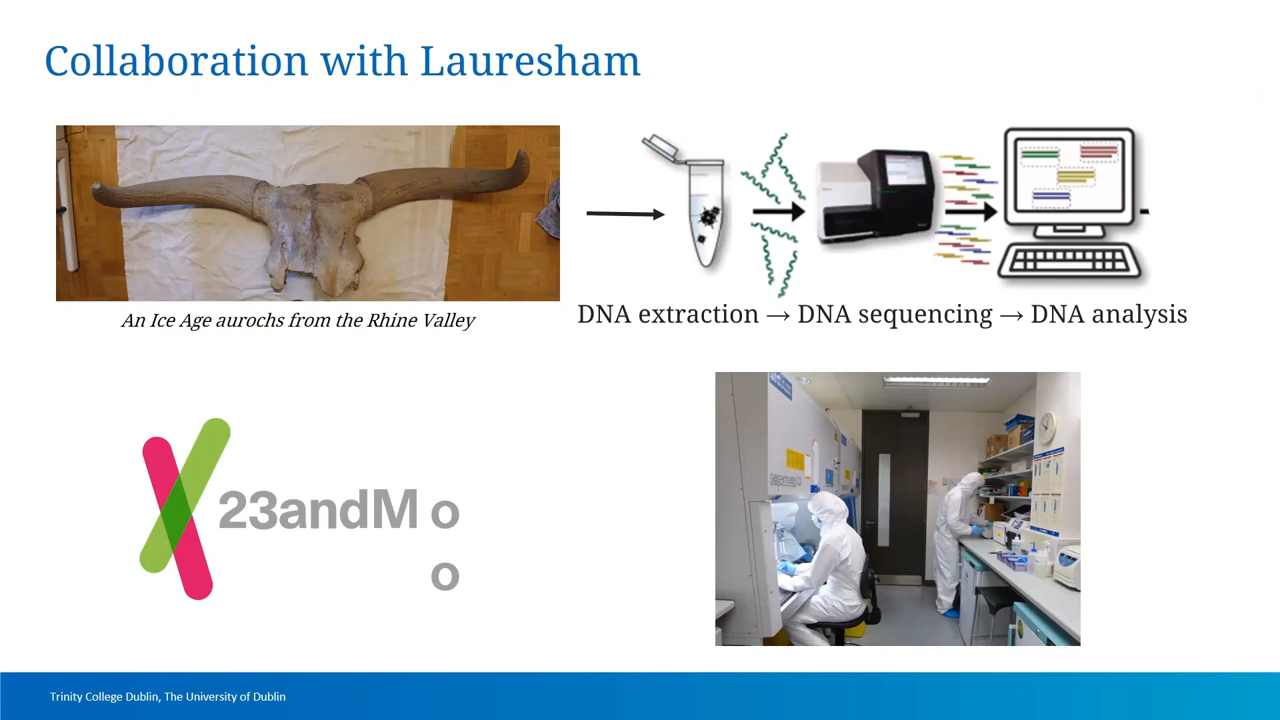 Collaboration with Lauresham
An Ice Age aurochs from the Rhine Valley
DNA extraction → DNA sequencing → DNA analysis
23andM o
o
Trinity College Dublin, The University of Dublin